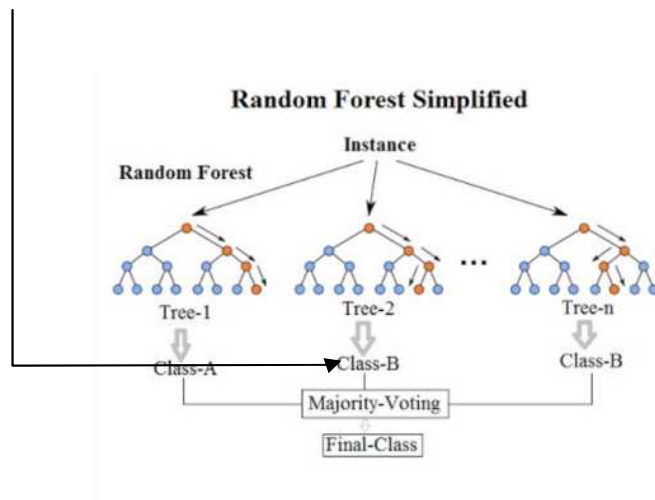 Random Forest Simplified
Instance
Random Forest
...
Tree-1 Tree-2 Tree-n
Class-A Class-B Class-B
Majority-Voting
Final-Class